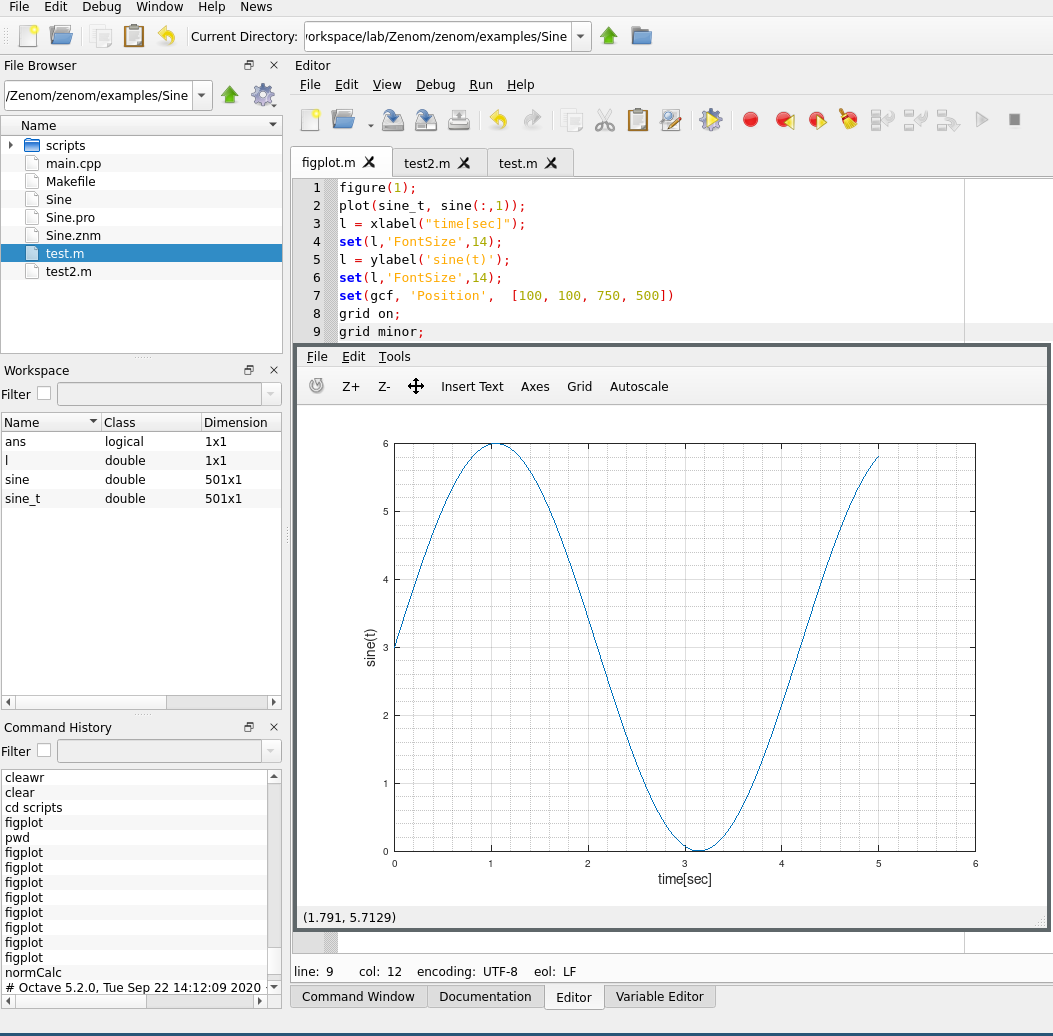 File Edit Debug Window Help News
Current Directory: vorkspace/lab/Zenom/zenom/examples/Sine
File Browser
/Zenom/zenom/examples/Sine
Name
scripts
main.cpp
Makefile
Sine
Sine.pro
Sine.znm
test.m
test2.m
Workspace
Filter
Name Class Dimension
ans logical 1x1
l double 1x1
sine double 501x1
sine_t double 501x1
Command History
Filter
cleawr
clear
cd scripts
figplot
pwd
figplot
figplot
figplot
figplot
figplot
figplot
figplot
figplot
normCalc
# Octave 5.2.0, Tue Sep 22 14:12:09 2020
Editor
File Edit View Debug Run Help
figplot.m test2.m test.m
1 figure(1);
2 plot(sine_t, sine(:,1));
3 l = xlabel("time[sec]");
4 set(l,'FontSize',14);
5 l = ylabel('sine(t)');
6 set(l,'FontSize',14);
7 set(gcf, 'Position',  [100, 100, 750, 500])
8 grid on;
9 grid minor;
File Edit Tools
Z+ Z- Insert Text Axes Grid Autoscale
6
5
4
3
2
1
0
sine(t)
0 1 2 3 4 5 6
time[sec]
(1.791, 5.7129)
line: 9 col: 12 encoding: UTF-8 eol: LF
Command Window Documentation Editor Variable Editor